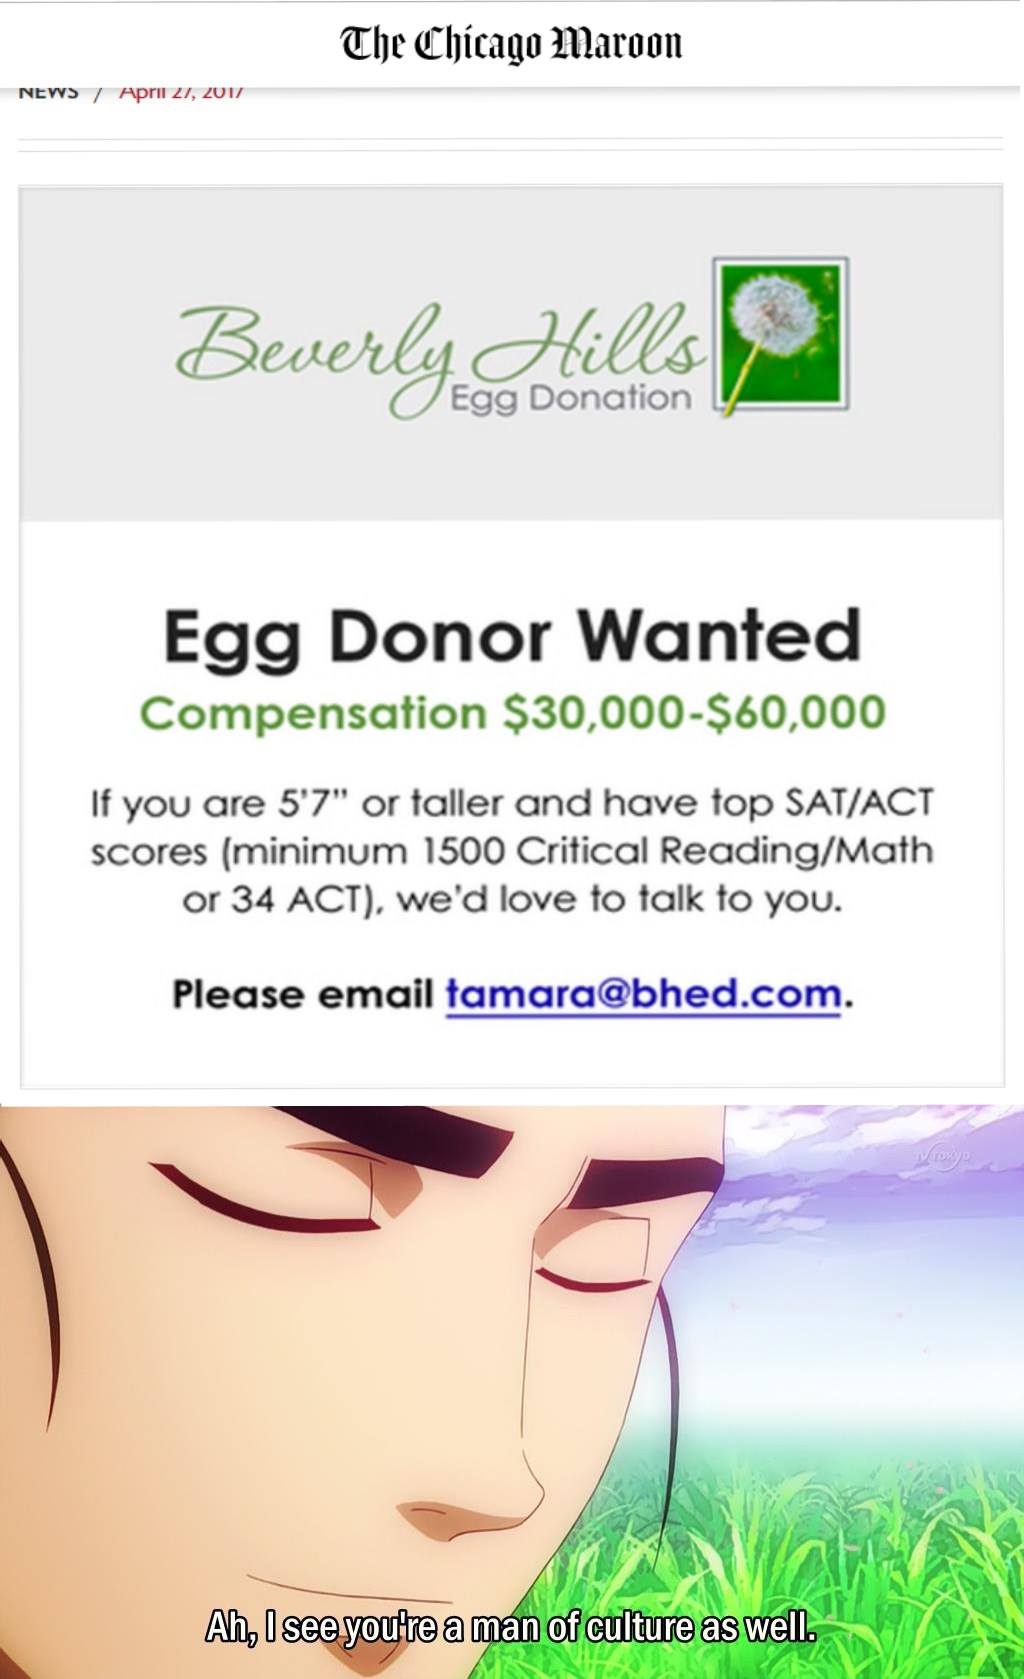 The Chicago Maroon
NEWS / April 27, 2017
Beverly Hills
Egg Donation
Egg Donor Wanted
Compensation $30,000-$60,000
If you are 5'7” or taller and have top SAT/ACT
scores (minimum 1500 Critical Reading/Math
or 34 ACT), we'd love to talk to you.
Please email tamara@bhed.com.
TV TOKYO
Ah, I see you're a man of culture as well.